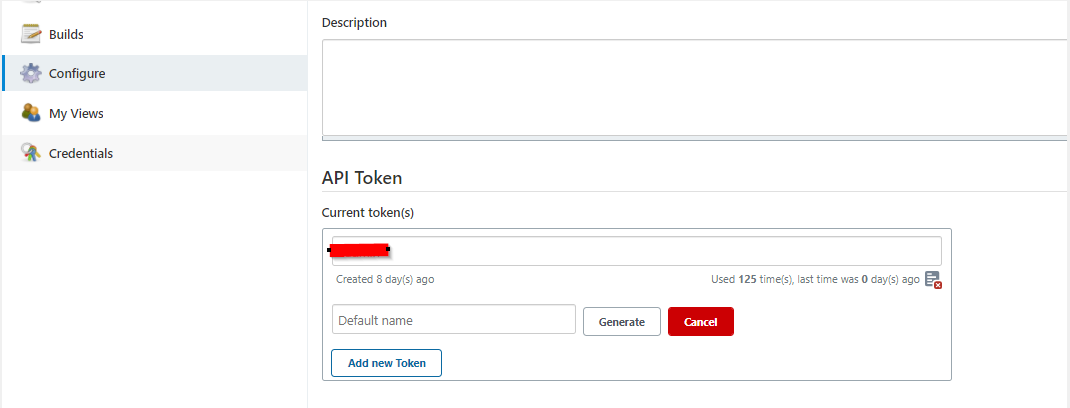 Builds
Configure
My Views
Credentials
Description
API Token
Current token(s)
Created 8 day(s) ago
Used 125 time(s), last time was 0 day(s) ago
Default name
Generate
Cancel
Add new Token